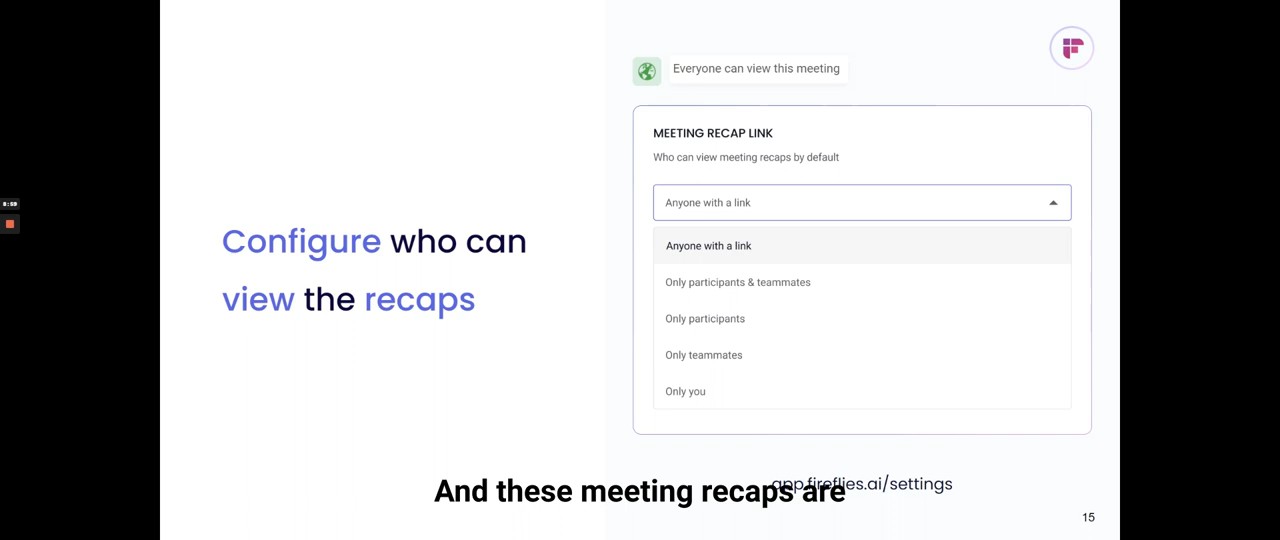 Everyone can view this meeting
MEETING RECAP LINK
Who can view meeting recaps by default
Anyone with a link
Anyone with a link
Only participants & teammates
Only participants
Only teammates
Only you
Configure who can
view the recaps
app.fireflies.ai/settings
And these meeting recaps are
15